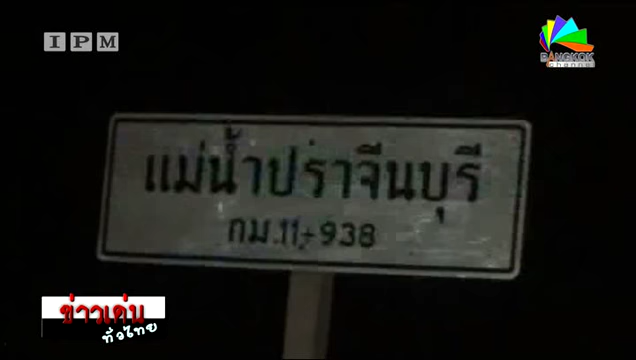 IPM
BANGKOK
channel
แม่น้ำปราจีนบุรี
กม.11+938
ข่าวเด่น
ทั่วไทย